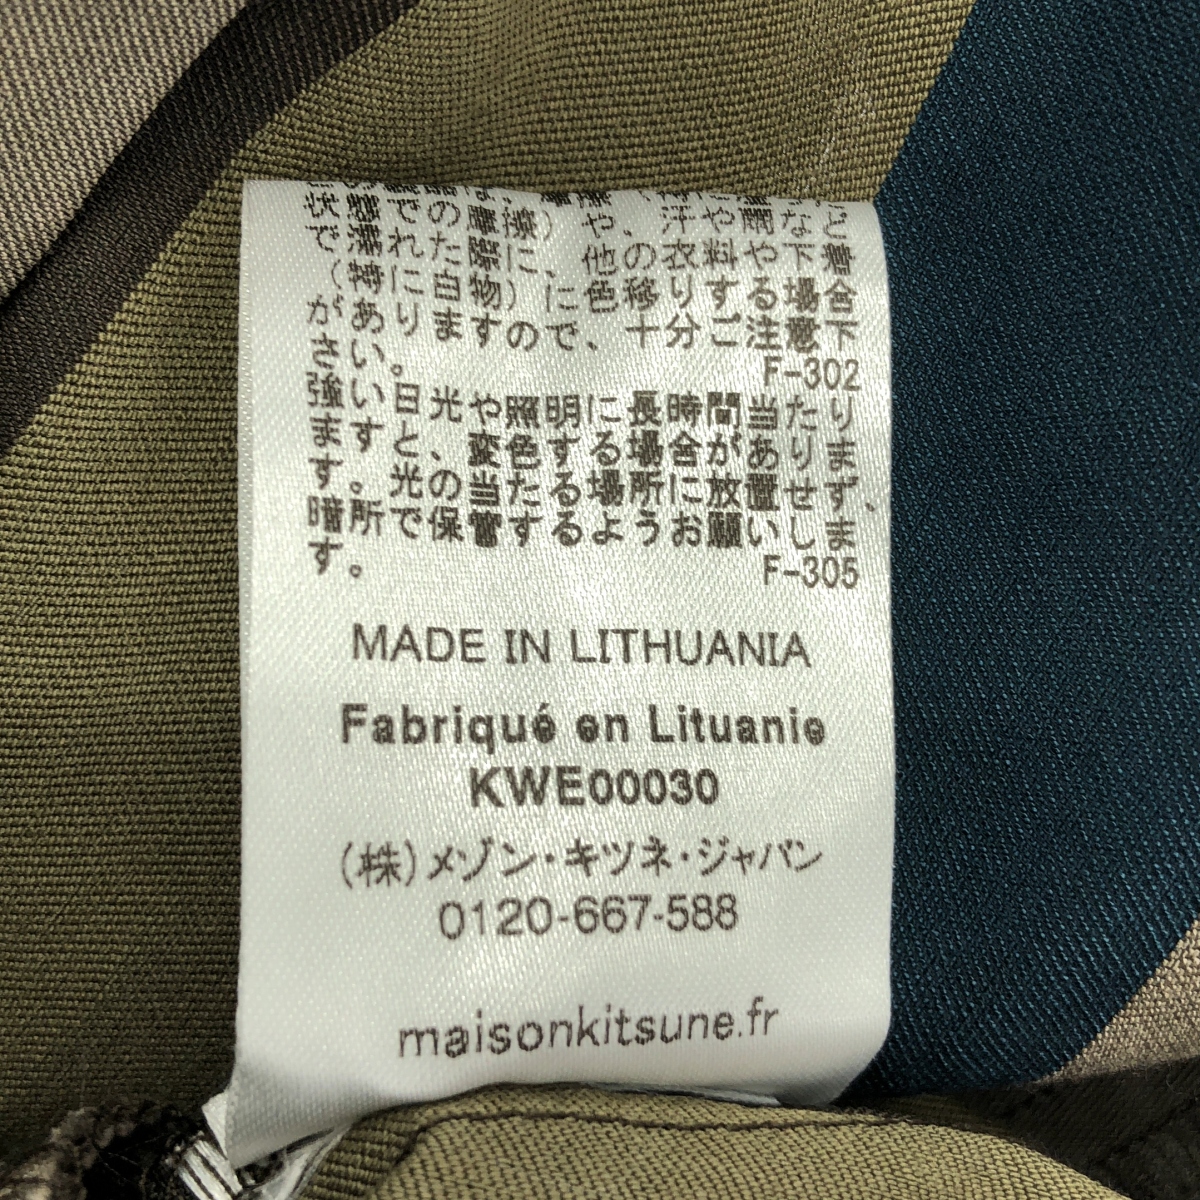 状態での摩擦）や、汗や雨など
で濡れた際に、他の衣料や下着
（特に白物）に色移りする場合
がありますので、十分ご注意下
さい。
F-302
強い日光や照明に長時間当たり
ますと、変色する場合がありま
す。光の当たる場所に放置せず、
暗所で保管するようお願いしま
す。
F-305
MADE IN LITHUANIA
Fabriqué en Lituanie
KWE00030
(株)メゾン・キツネ・ジャパン
0120-667-588
maisonkitsune.fr